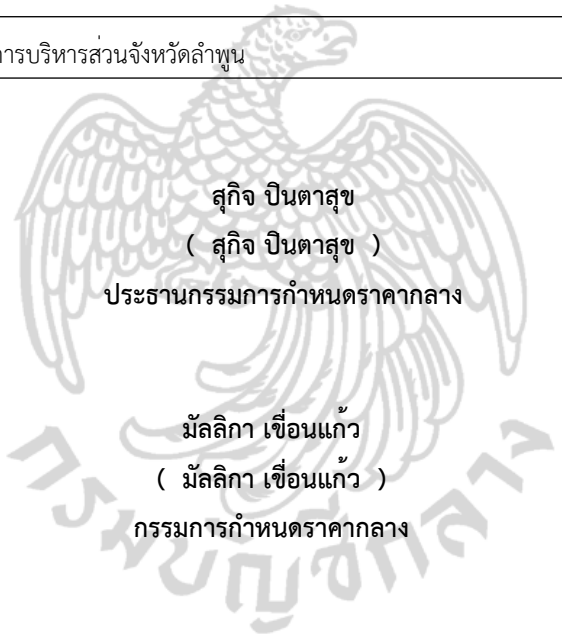 การบริหารส่วนจังหวัดลำพูน
สุกิจ ปินตาสุข
( สุกิจ ปินตาสุข )
ประธานกรรมการกำหนดราคากลาง
มัลลิกา เขื่อนแก้ว
( มัลลิกา เขื่อนแก้ว )
กรรมการกำหนดราคากลาง
กรมบัญชีกลาง